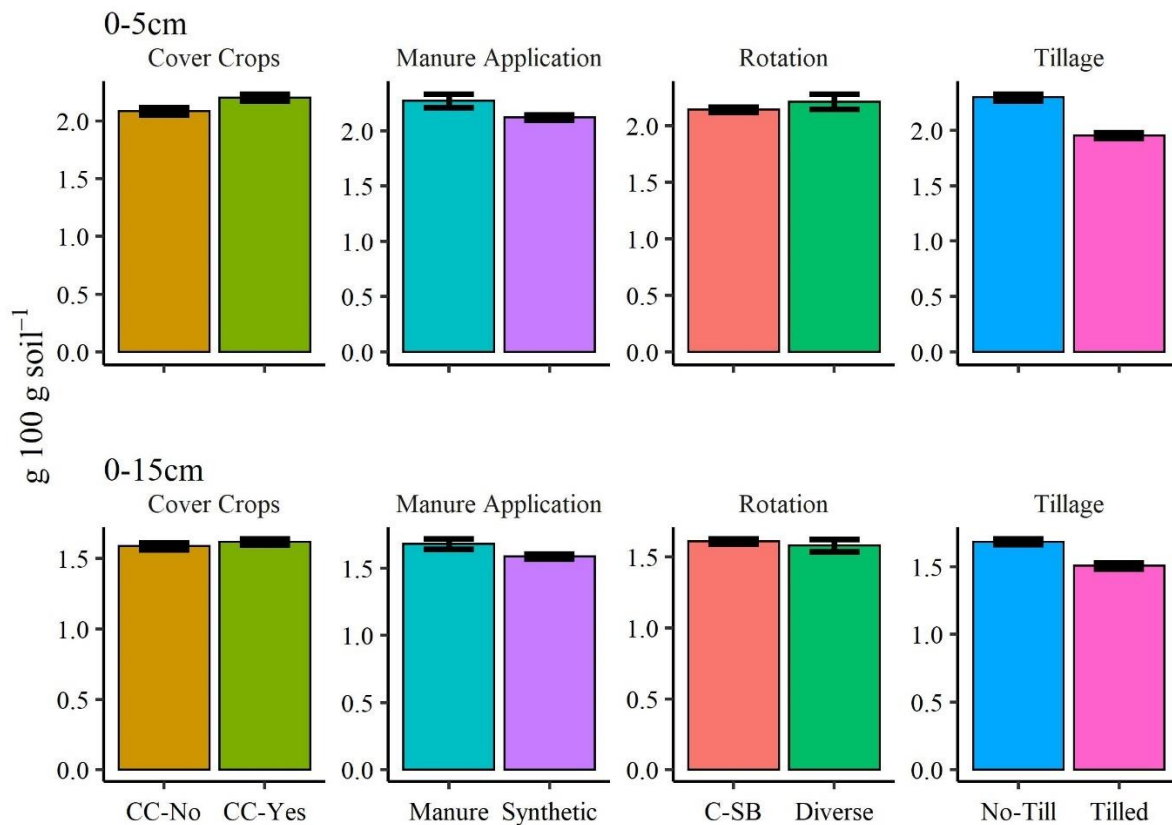 0-5cm
Cover Crops
Manure Application
Rotation
Tillage
2.0
1.5
1.0
0.5
0.0
2.0
1.5
1.0
0.5
0.0
2.0
1.5
1.0
0.5
0.0
2.0
1.5
1.0
0.5
0.0
g 100 g soil⁻¹
0-15cm
Cover Crops
Manure Application
Rotation
Tillage
1.5
1.0
0.5
0.0
1.5
1.0
0.5
0.0
1.5
1.0
0.5
0.0
1.5
1.0
0.5
0.0
CC-No CC-Yes
Manure Synthetic
C-SB Diverse
No-Till Tilled